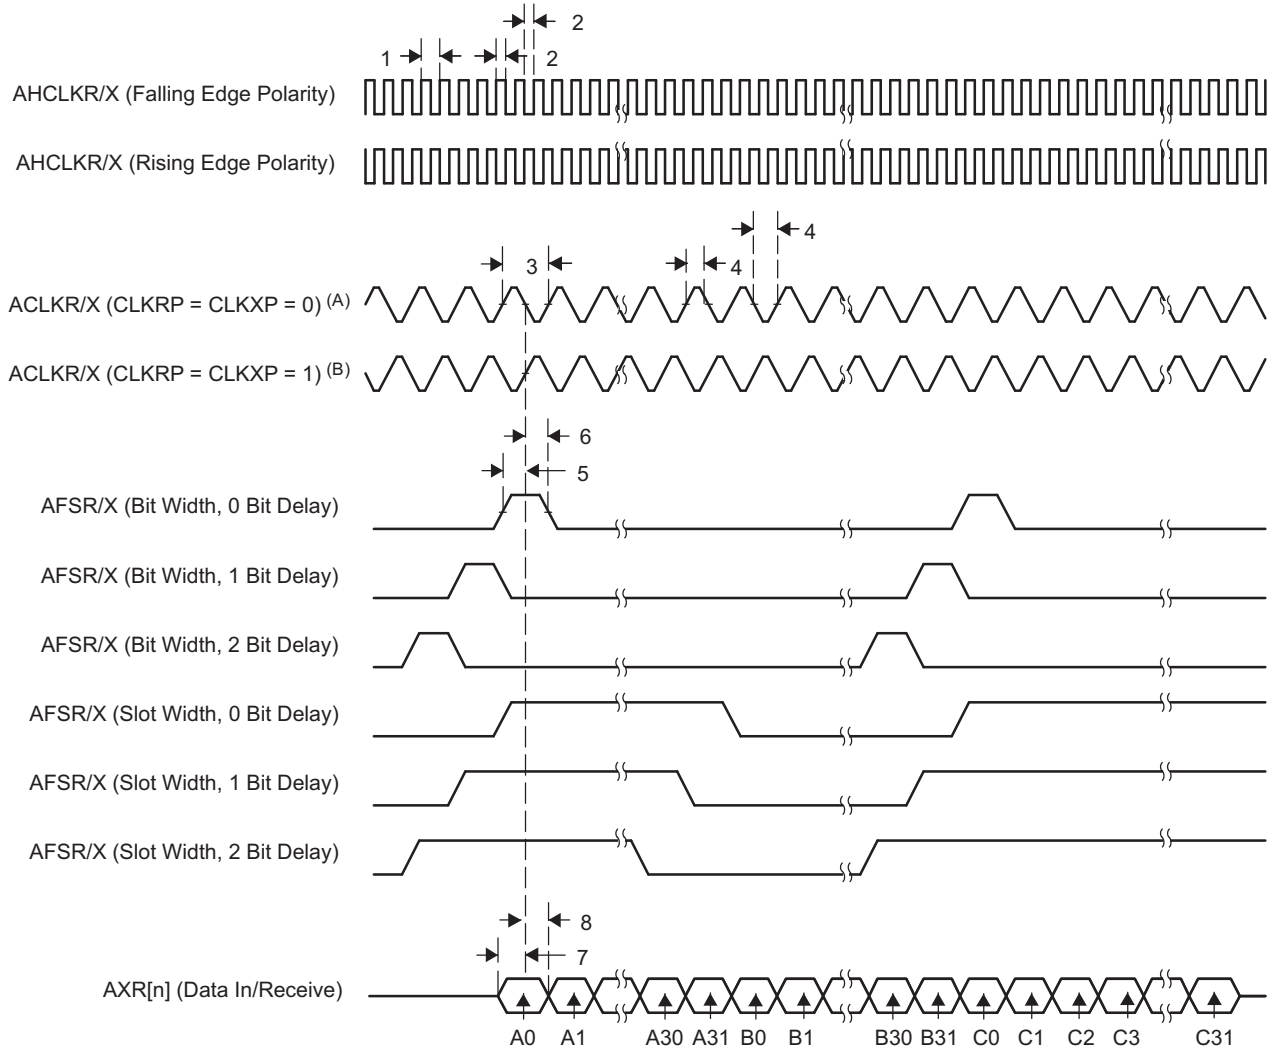 2
1
2
AHCLKR/X (Falling Edge Polarity)
AHCLKR/X (Rising Edge Polarity)
4
3
4
ACLKR/X (CLKRP = CLKXP = 0) (A)
ACLKR/X (CLKRP = CLKXP = 1) (B)
6
5
AFSR/X (Bit Width, 0 Bit Delay)
AFSR/X (Bit Width, 1 Bit Delay)
AFSR/X (Bit Width, 2 Bit Delay)
AFSR/X (Slot Width, 0 Bit Delay)
AFSR/X (Slot Width, 1 Bit Delay)
AFSR/X (Slot Width, 2 Bit Delay)
8
7
AXR[n] (Data In/Receive)
A0 A1 A30 A31 B0 B1 B30 B31 C0 C1 C2 C3 C31